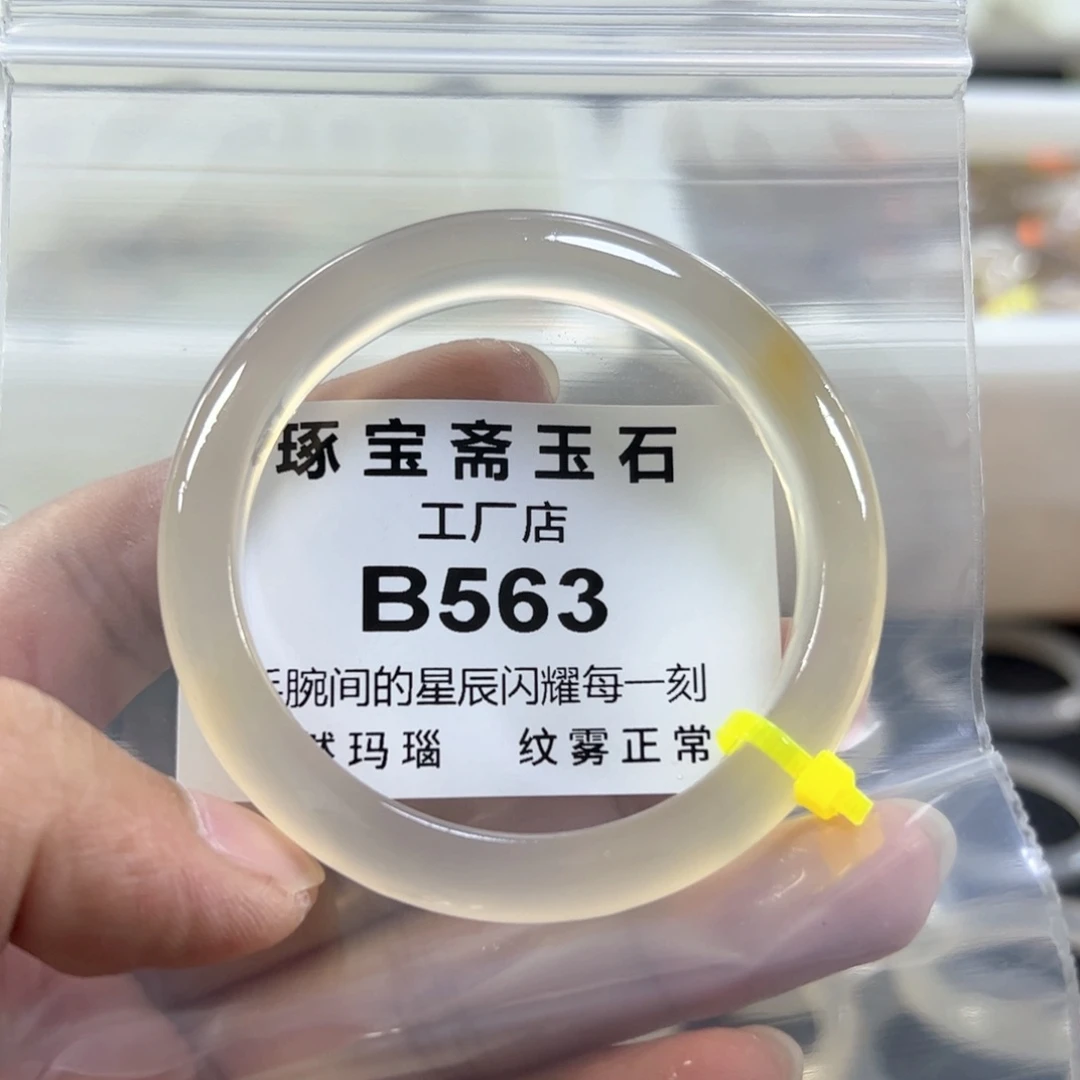 琢宝斋玉石
工厂店
B563
腕间的星辰闪耀每一刻
玛瑙 纹雾正常